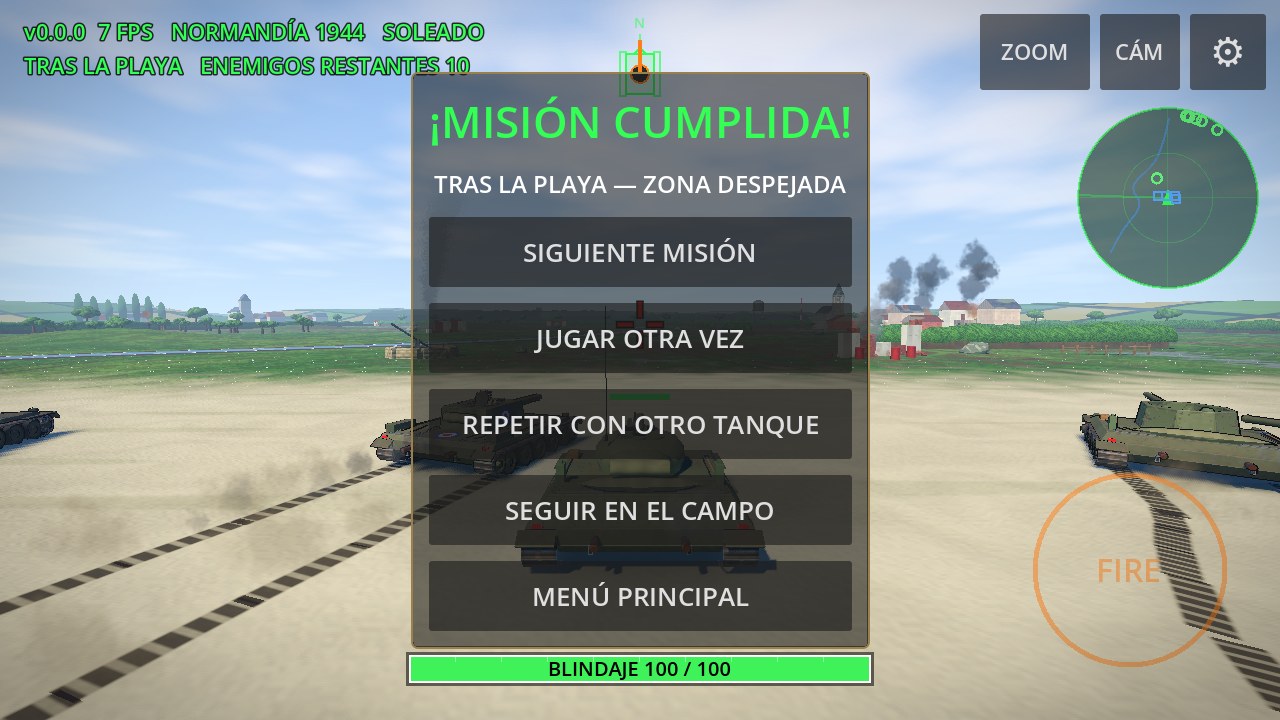 v0.0.0 7 FPS NORMANDÍA 1944 SOLEADO
TRAS LA PLAYA ENEMIGOS RESTANTES 10
N
ZOOM
CÁM
¡MISIÓN CUMPLIDA!
TRAS LA PLAYA — ZONA DESPEJADA
SIGUIENTE MISIÓN
JUGAR OTRA VEZ
REPETIR CON OTRO TANQUE
SEGUIR EN EL CAMPO
MENÚ PRINCIPAL
FIRE
BLINDAJE 100 / 100